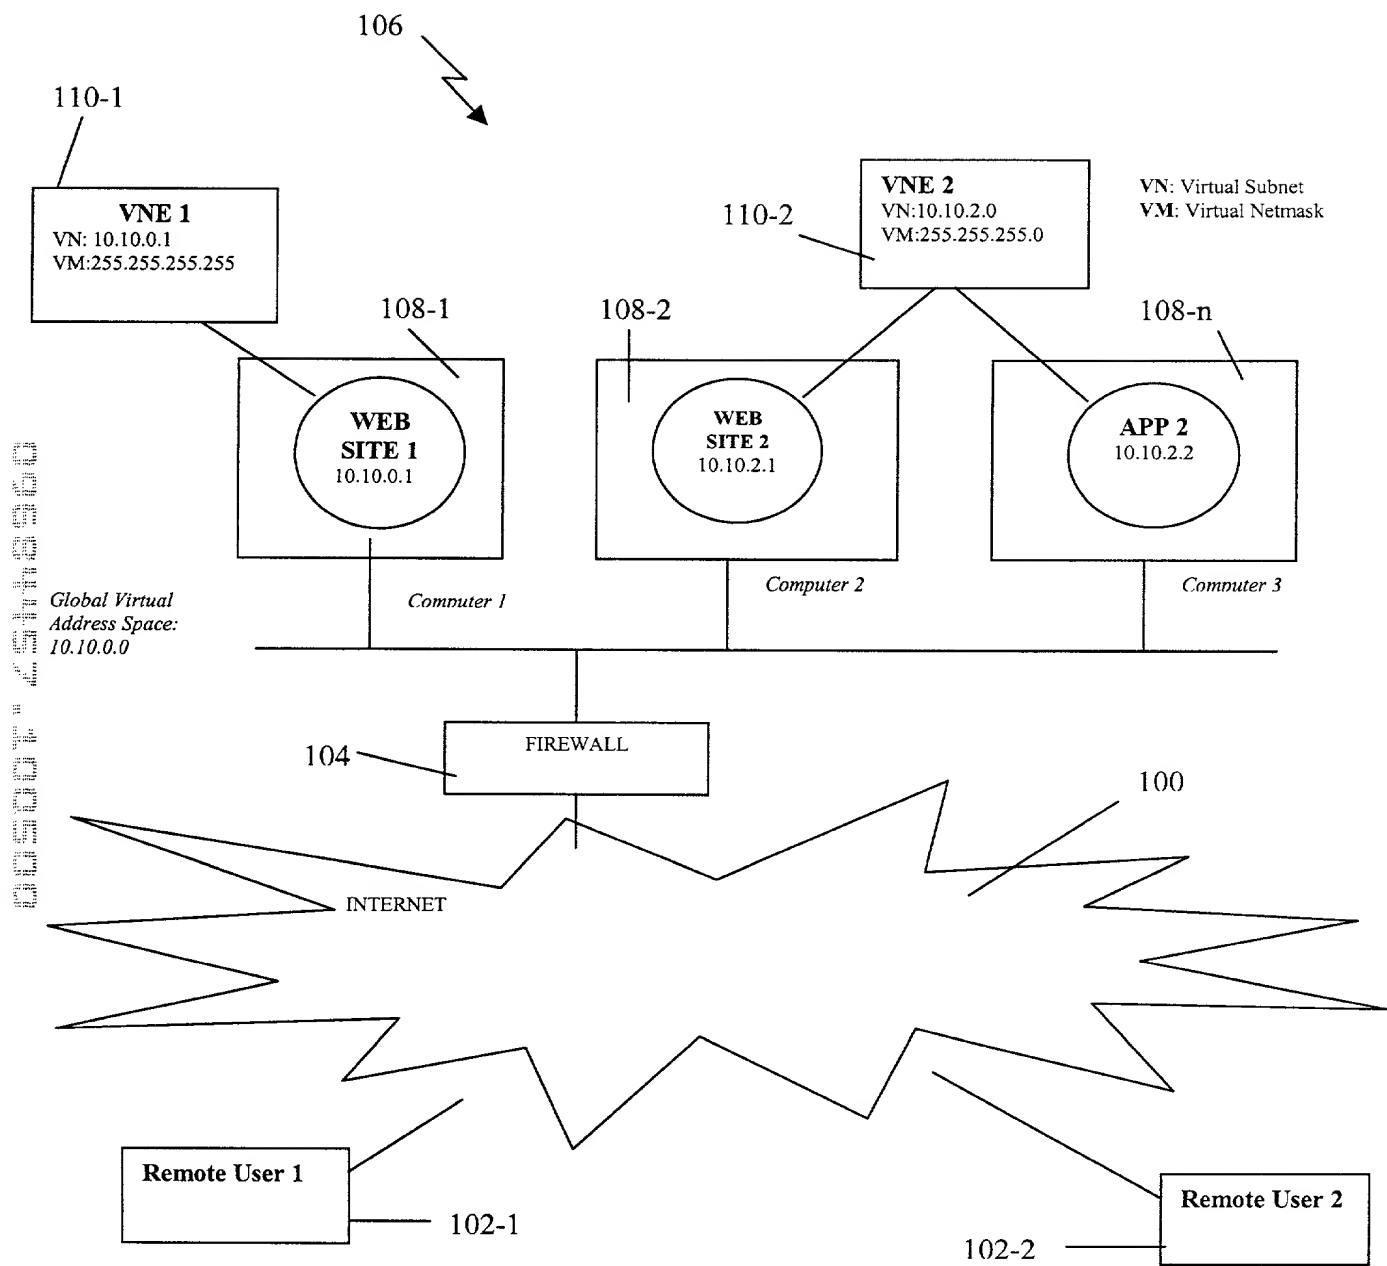 106
110-1
VNE 1
VN: 10.10.0.1
VM:255.255.255.255
VNE 2
VN:10.10.2.0
VM:255.255.255.0
110-2
VN: Virtual Subnet
VM: Virtual Netmask
108-1
108-2
108-n
WEB
SITE 1
10.10.0.1
WEB
SITE 2
10.10.2.1
APP 2
10.10.2.2
Computer 1
Computer 2
Computer 3
Global Virtual
Address Space:
10.10.0.0
FIREWALL
104
100
INTERNET
Remote User 1
102-1
Remote User 2
102-2